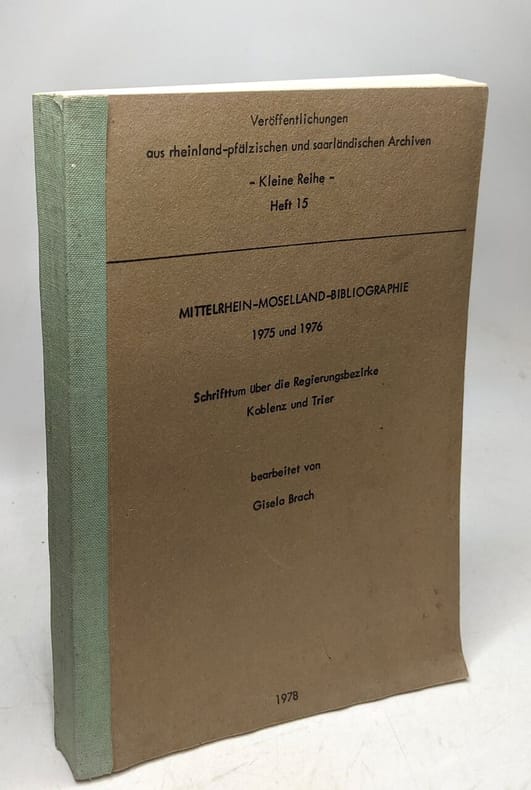 Veröffentlichungen
aus rheinland-pfälzischen und saarländischen Archiven
- Kleine Reihe -
Heft 15
MITTELRHEIN-MOSELLAND-BIBLIOGRAPHIE
1975 und 1976
Schrifttum über die Regierungsbezirke
Koblenz und Trier
bearbeitet von
Gisela Brach
1978